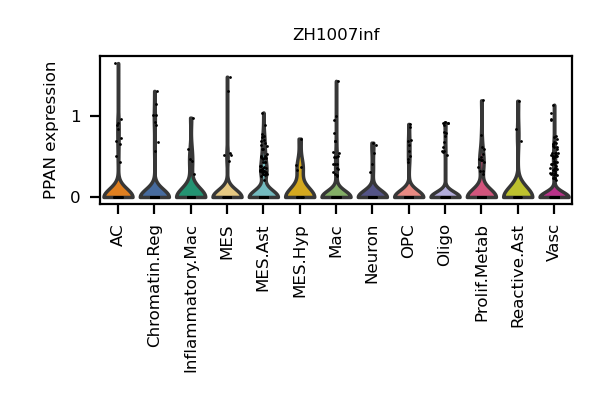 ZH1007inf
PPAN expression
1
0
AC
Chromatin.Reg
Inflammatory.Mac
MES
MES.Ast
MES.Hyp
Mac
Neuron
OPC
Oligo
Prolif.Metab
Reactive.Ast
Vasc